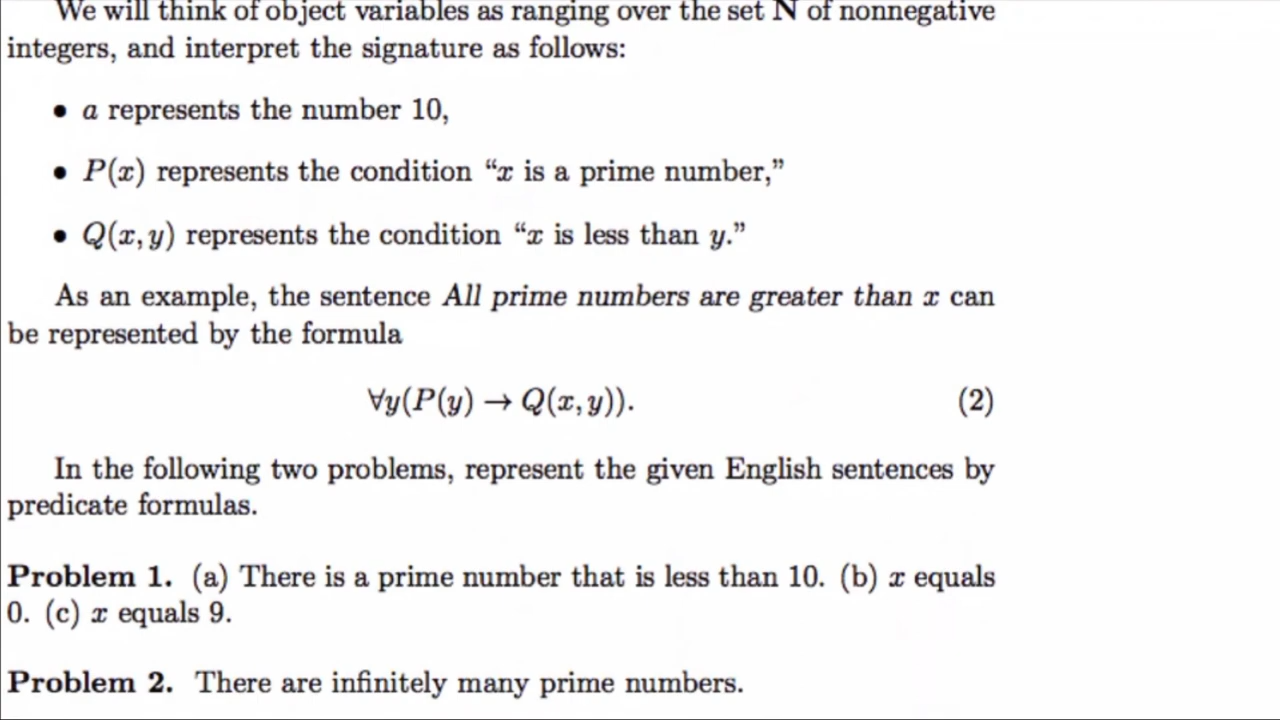 We will think of object variables as ranging over the set N of nonnegative
integers, and interpret the signature as follows:
• a represents the number 10,
• P(x) represents the condition “x is a prime number,”
• Q(x, y) represents the condition “x is less than y.”
As an example, the sentence All prime numbers are greater than x can
be represented by the formula
∀y(P(y) → Q(x, y)). (2)
In the following two problems, represent the given English sentences by
predicate formulas.
Problem 1. (a) There is a prime number that is less than 10. (b) x equals
0. (c) x equals 9.
Problem 2. There are infinitely many prime numbers.